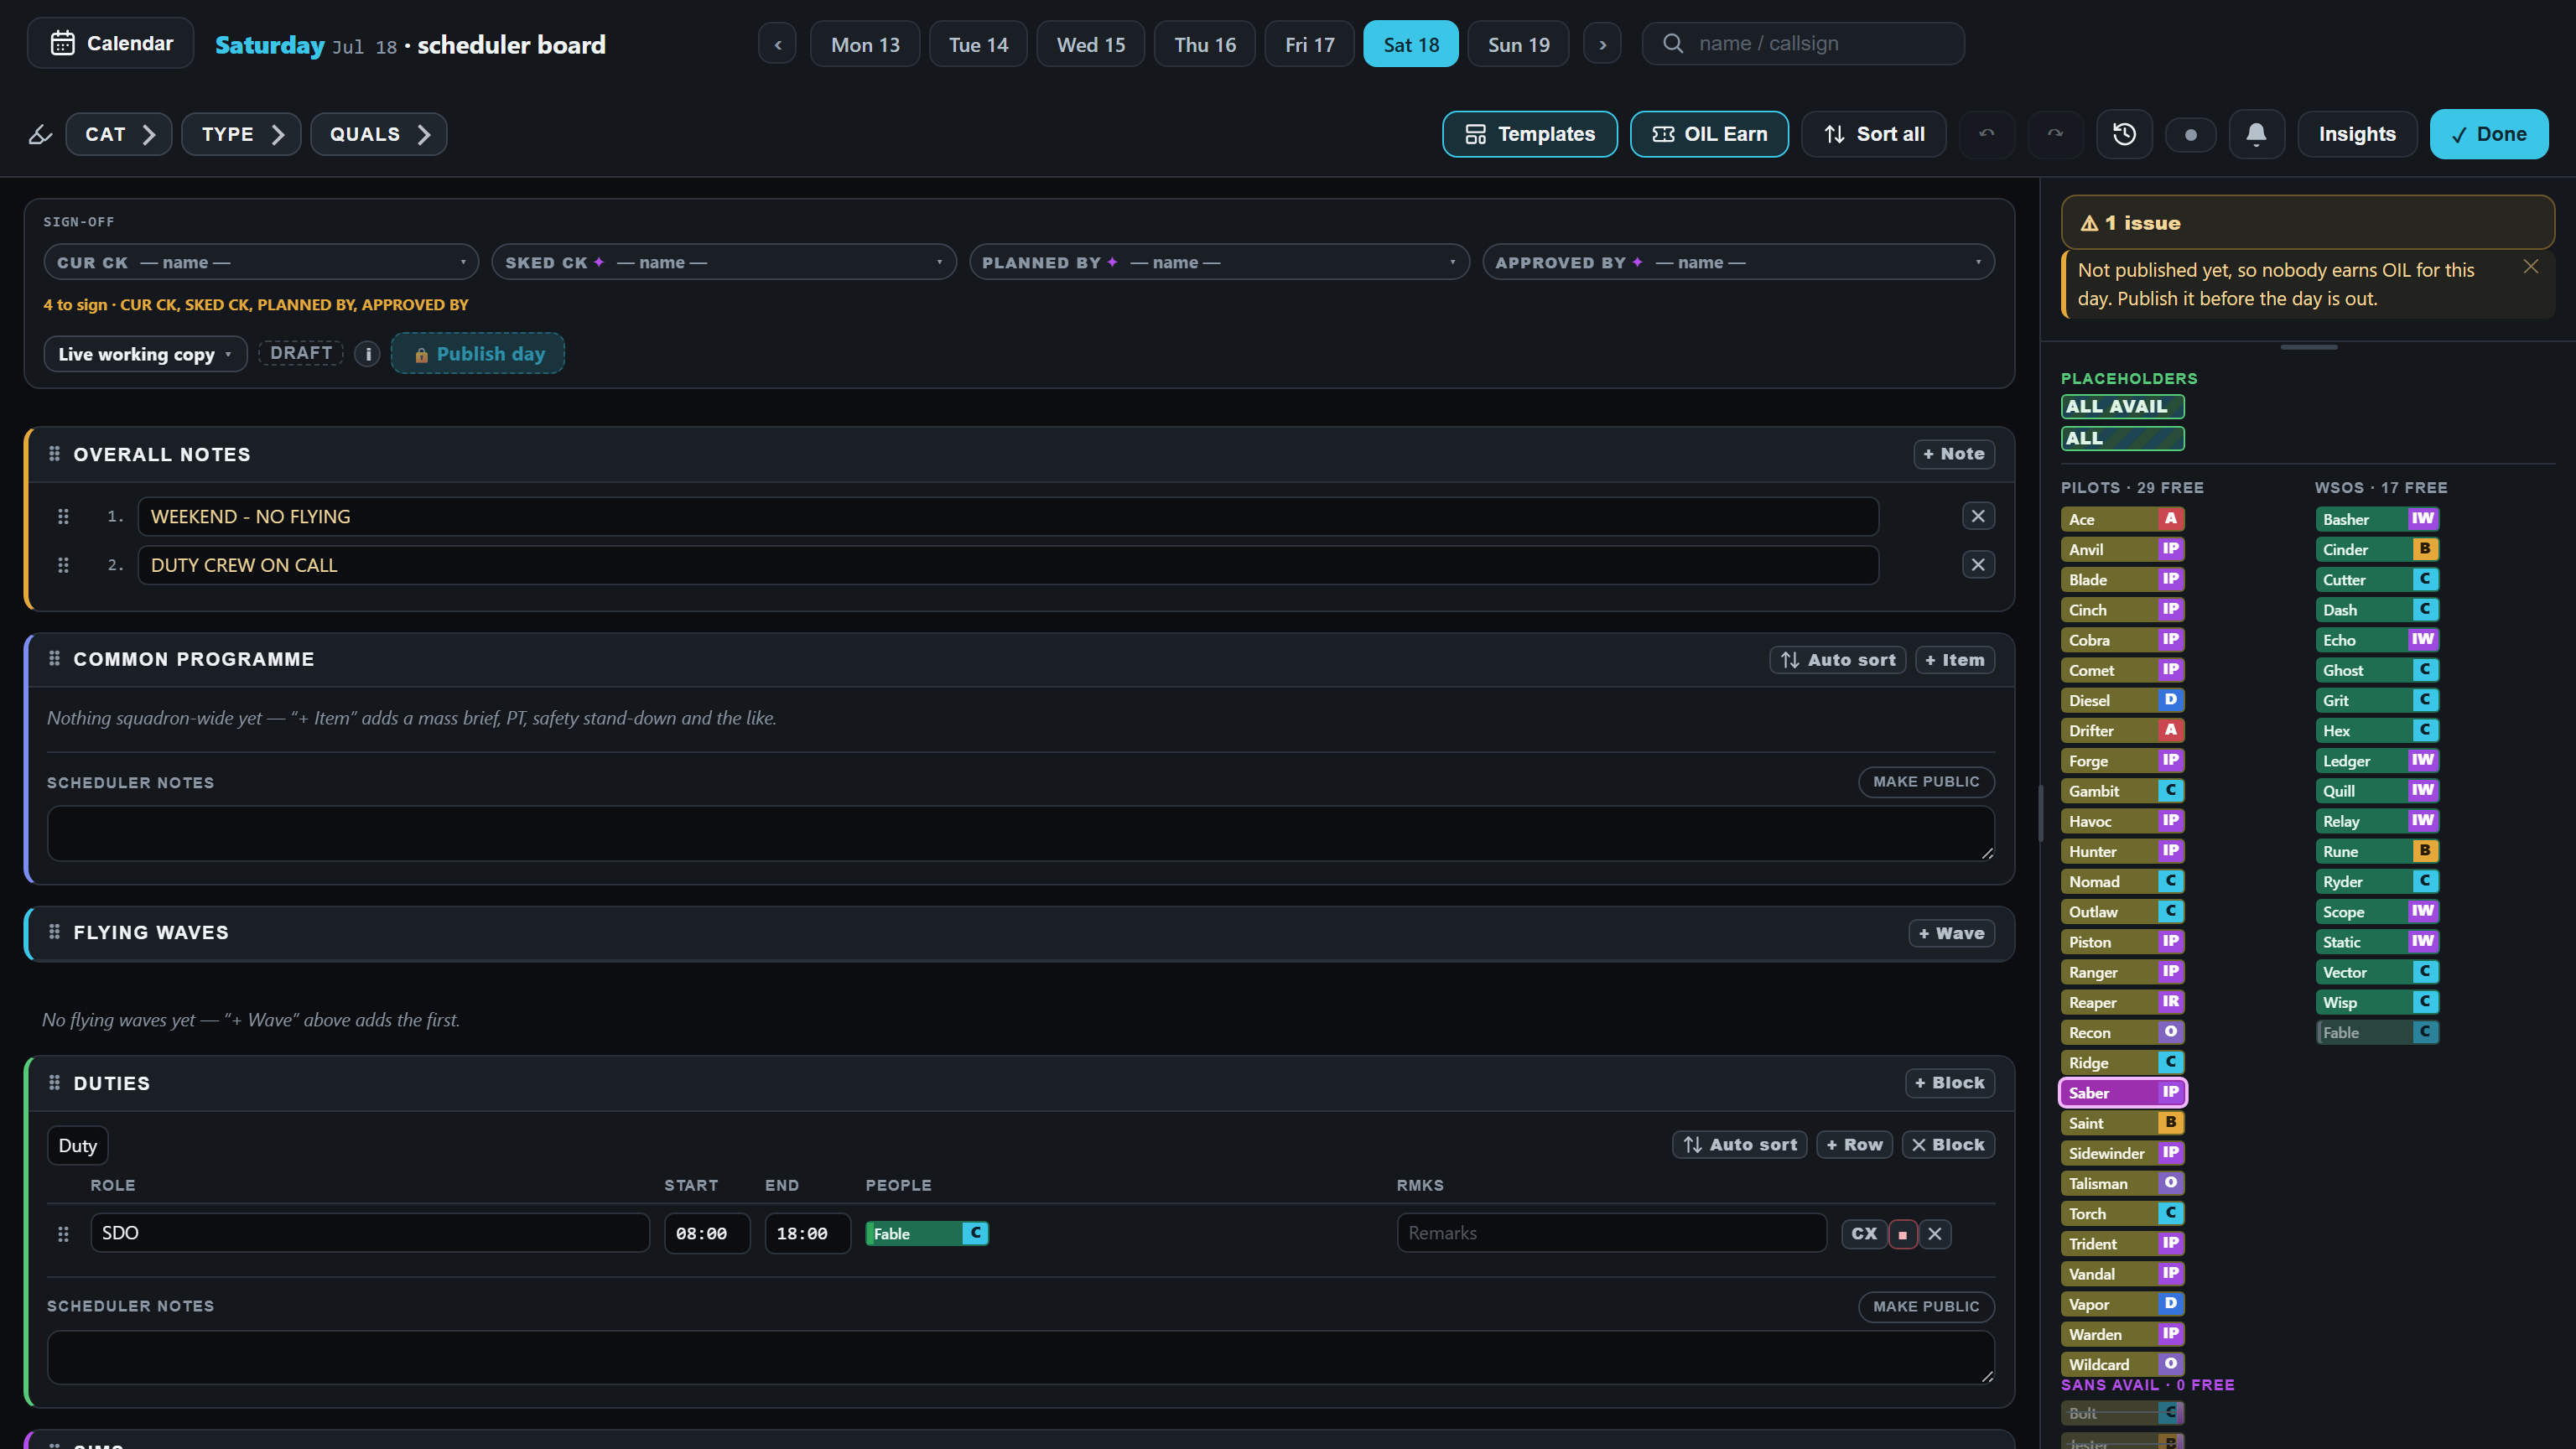 Calendar
Saturday Jul 18 · scheduler board
‹ Mon 13 Tue 14 Wed 15 Thu 16 Fri 17 Sat 18 Sun 19 ›
name / callsign
CAT TYPE QUALS
Templates OIL Earn Sort all Insights ✓ Done
SIGN-OFF
CUR CK — name —
SKED CK ✦ — name —
PLANNED BY ✦ — name —
APPROVED BY ✦ — name —
4 to sign · CUR CK, SKED CK, PLANNED BY, APPROVED BY
Live working copy DRAFT i Publish day
OVERALL NOTES + Note
1. WEEKEND - NO FLYING
2. DUTY CREW ON CALL
COMMON PROGRAMME Auto sort + Item
Nothing squadron-wide yet — “+ Item” adds a mass brief, PT, safety stand-down and the like.
SCHEDULER NOTES MAKE PUBLIC
FLYING WAVES + Wave
No flying waves yet — “+ Wave” above adds the first.
DUTIES + Block
Duty Auto sort + Row ✕ Block
ROLE START END PEOPLE RMKS
SDO 08:00 18:00 Fable C Remarks CX
SCHEDULER NOTES MAKE PUBLIC
SIMS
⚠ 1 issue
Not published yet, so nobody earns OIL for this
day. Publish it before the day is out.
PLACEHOLDERS
ALL AVAIL
ALL
PILOTS · 29 FREE
Ace A
Anvil IP
Blade IP
Cinch IP
Cobra IP
Comet IP
Diesel D
Drifter A
Forge IP
Gambit C
Havoc IP
Hunter IP
Nomad C
Outlaw C
Piston IP
Ranger IP
Reaper IR
Recon O
Ridge C
Saber IP
Saint B
Sidewinder IP
Talisman O
Torch C
Trident IP
Vandal IP
Vapor D
Warden IP
Wildcard O
WSOS · 17 FREE
Basher IW
Cinder B
Cutter C
Dash C
Echo IW
Ghost C
Grit C
Hex C
Ledger IW
Quill IW
Relay IW
Rune B
Ryder C
Scope IW
Static IW
Vector C
Wisp C
Fable C
SANS AVAIL · 0 FREE
Bolt C
Jester B